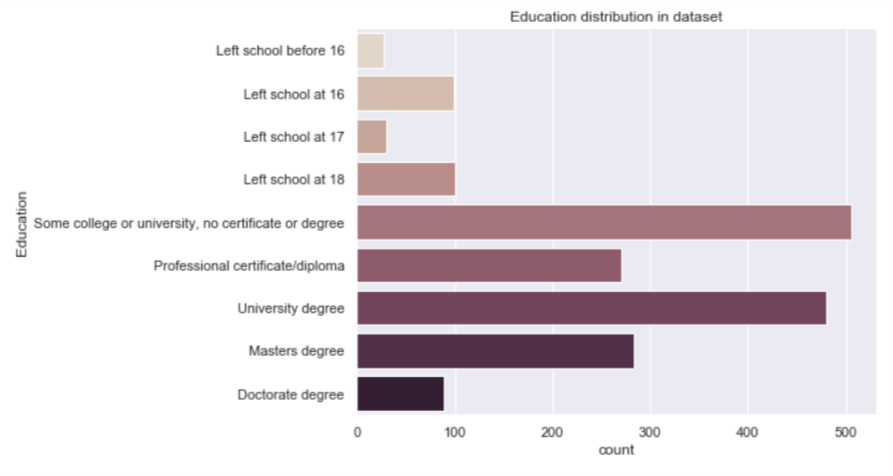 Education distribution in dataset
Left school before 16
Left school at 16
Left school at 17
Left school at 18
Some college or university, no certificate or degree
Professional certificate/diploma
University degree
Masters degree
Doctorate degree
Education
0 100 200 300 400 500
count